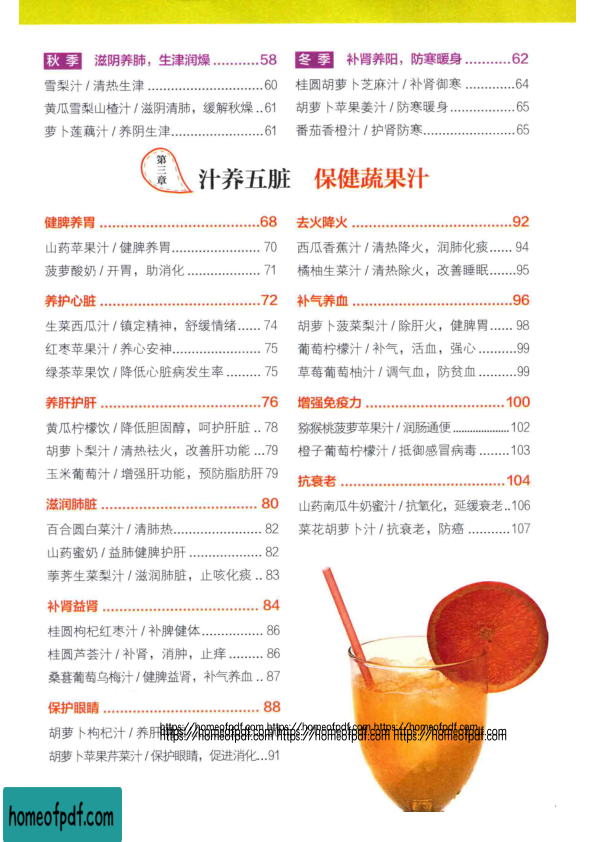 秋季 滋阴养肺，生津润燥...........58
雪梨汁 / 清热生津 ..........................60
黄瓜雪梨山楂汁 / 滋阴清肺，缓解秋燥 ..61
萝卜莲藕汁 / 养阴生津.....................61
冬季 补肾养阳，防寒暖身...........62
桂圆胡萝卜芝麻汁 / 补肾御寒 ...........64
胡萝卜苹果姜汁 / 防寒暖身................65
番茄香橙汁 / 护肾防寒.....................65
第三章 汁养五脏 保健蔬果汁
健脾养胃 ....................................68
山药苹果汁 / 健脾养胃.................... 70
菠萝酸奶 / 开胃，助消化 ................ 71
养护心脏 ....................................72
生菜西瓜汁 / 镇定精神，舒缓情绪...... 74
红枣苹果汁 / 养心安神.................... 75
绿茶苹果饮 / 降低心脏病发生率 ........ 75
养肝护肝 ....................................76
黄瓜柠檬饮 / 降低胆固醇，呵护肝脏 .. 78
胡萝卜梨汁 / 清热祛火，改善肝功能 ...79
玉米葡萄汁 / 增强肝功能，预防脂肪肝 79
滋润肺脏 ................................... 80
百合圆白菜汁 / 清肺热.................... 82
山药蜜奶 / 益肺健脾护肝 ................ 82
荸荠生菜梨汁 / 滋润肺脏，止咳化痰 .. 83
补肾益肾 ................................... 84
桂圆枸杞红枣汁 / 补脾健体.............. 86
桂圆芦荟汁 / 补肾，消肿，止痒 ........ 86
桑葚葡萄乌梅汁 / 健脾益肾，补气养血 .. 87
保护眼睛 ................................... 88
胡萝卜枸杞汁 / 养肝
胡萝卜苹果芹菜汁 / 保护眼睛，促进消化...91
去火降火 ....................................92
西瓜香蕉汁 / 清热降火，润肺化痰...... 94
橘柚生菜汁 / 清热除火，改善睡眠.......95
补气养血 ....................................96
胡萝卜菠菜梨汁 / 除肝火，健脾胃 ...... 98
葡萄柠檬汁 / 补气，活血，强心 ..........99
草莓葡萄柚汁 / 调气血，防贫血 ..........99
增强免疫力 ................................100
猕猴桃菠萝苹果汁 / 润肠通便 ....................102
橙子葡萄柠檬汁 / 抵御感冒病毒 ........103
抗衰老 ......................................104
山药南瓜牛奶蜜汁 / 抗氧化，延缓衰老..106
菜花胡萝卜汁 / 抗衰老，防癌 ...........107
https://homeofpdf.com https://homeofpdf.com https://homeofpdf.com
https://homeofpdf.com https://homeofpdf.com https://homeofpdf.com
homeofpdf.com